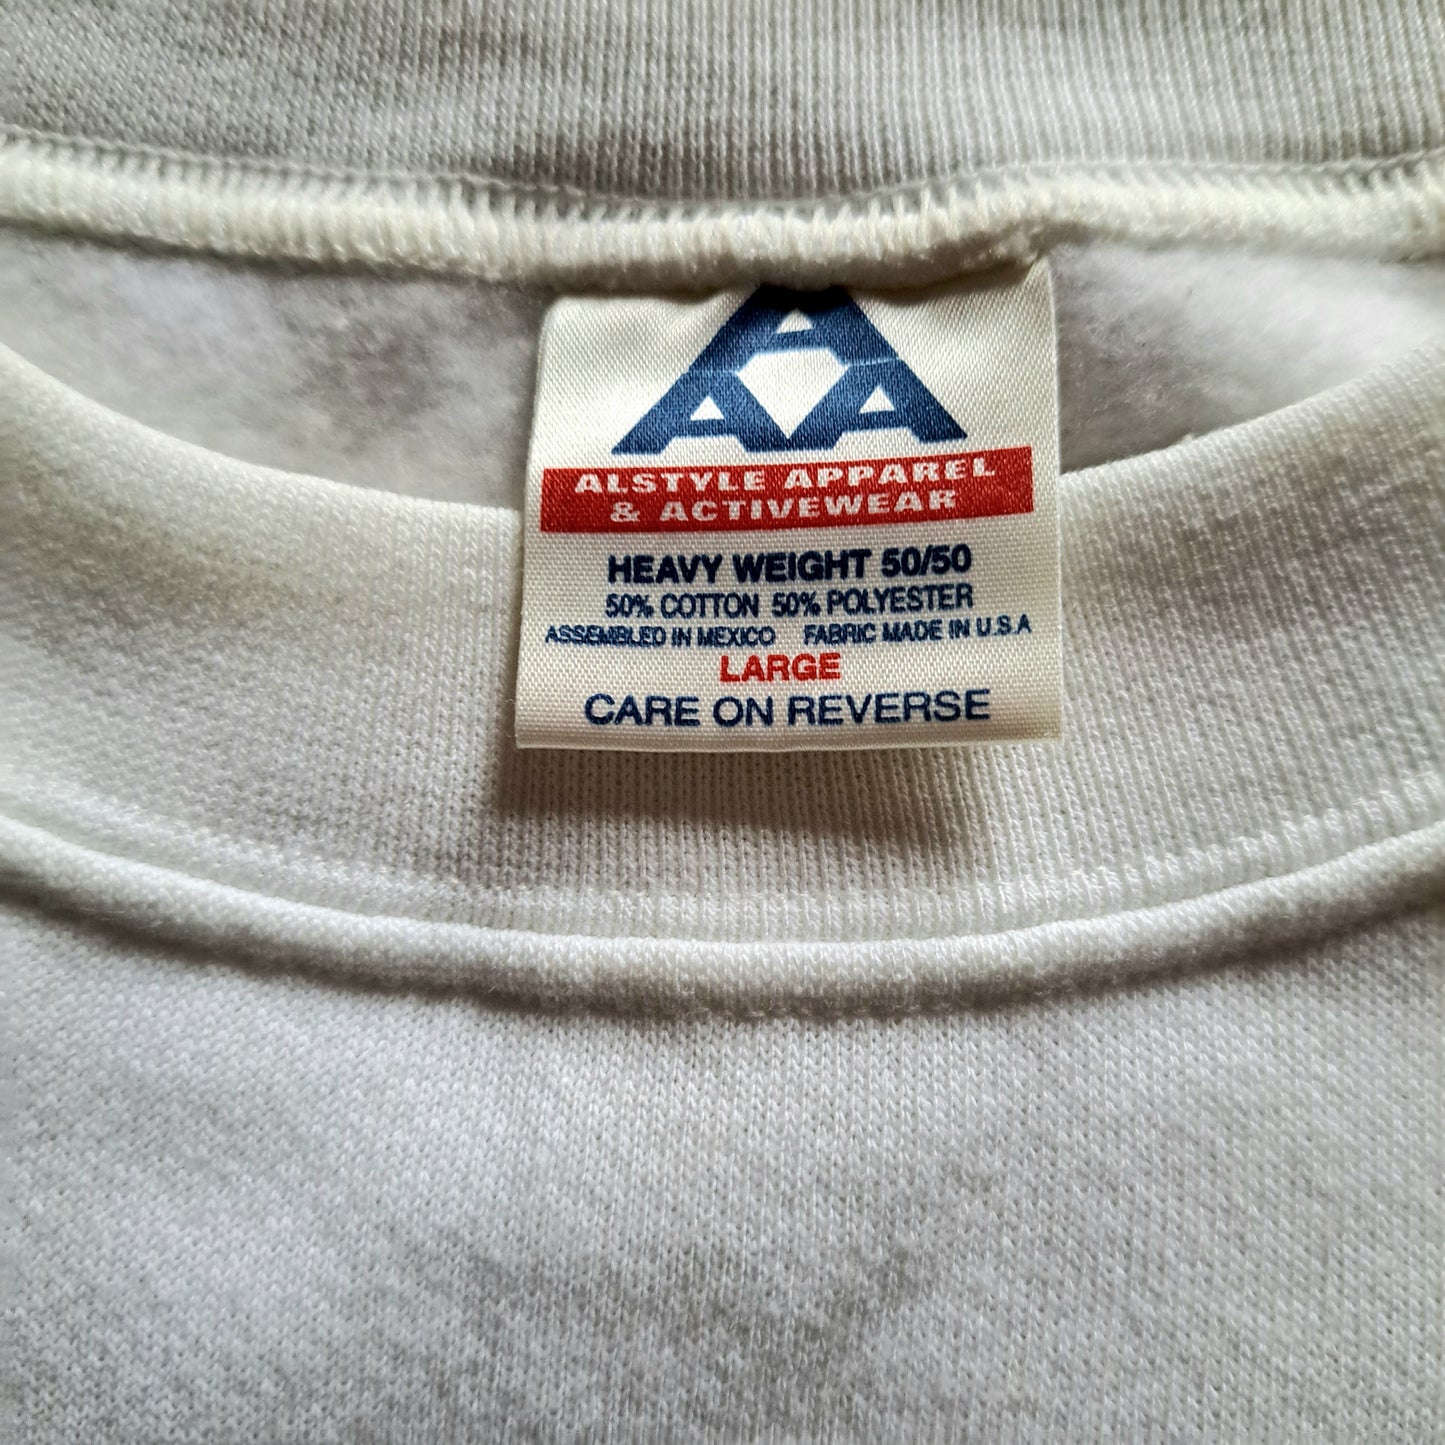 AAA
ALSTYLE APPAREL
& ACTIVEWEAR
HEAVY WEIGHT 50/50
50% COTTON 50% POLYESTER
ASSEMBLED IN MEXICO FABRIC MADE IN U.S.A
LARGE
CARE ON REVERSE